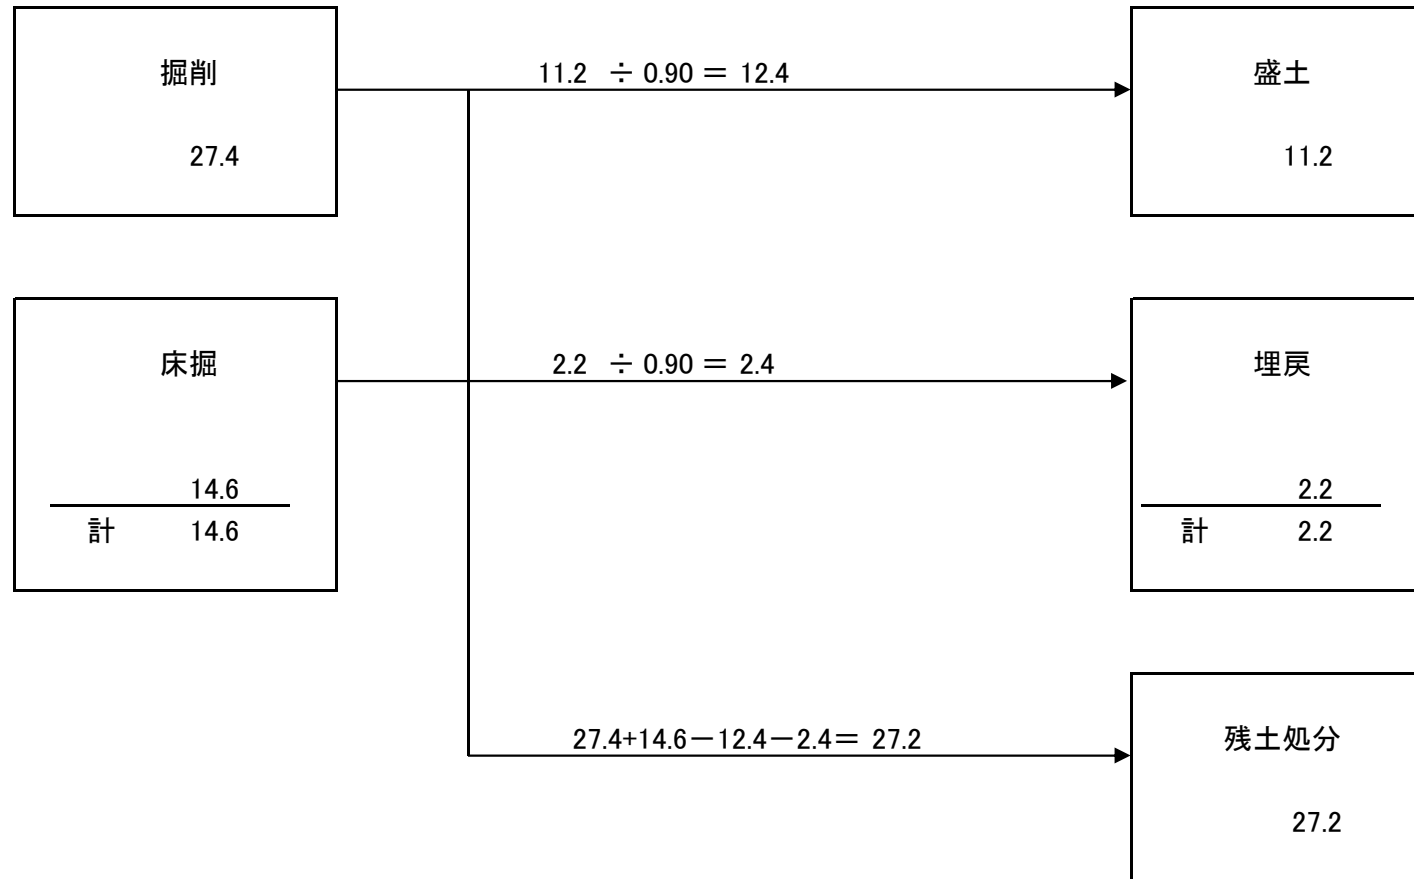 掘削
11.2 ÷ 0.90 = 12.4
盛土
27.4
11.2
床掘
2.2 ÷ 0.90 = 2.4
埋戻
14.6
2.2
計 14.6
計 2.2
27.4+14.6-12.4-2.4= 27.2
残土処分
27.2